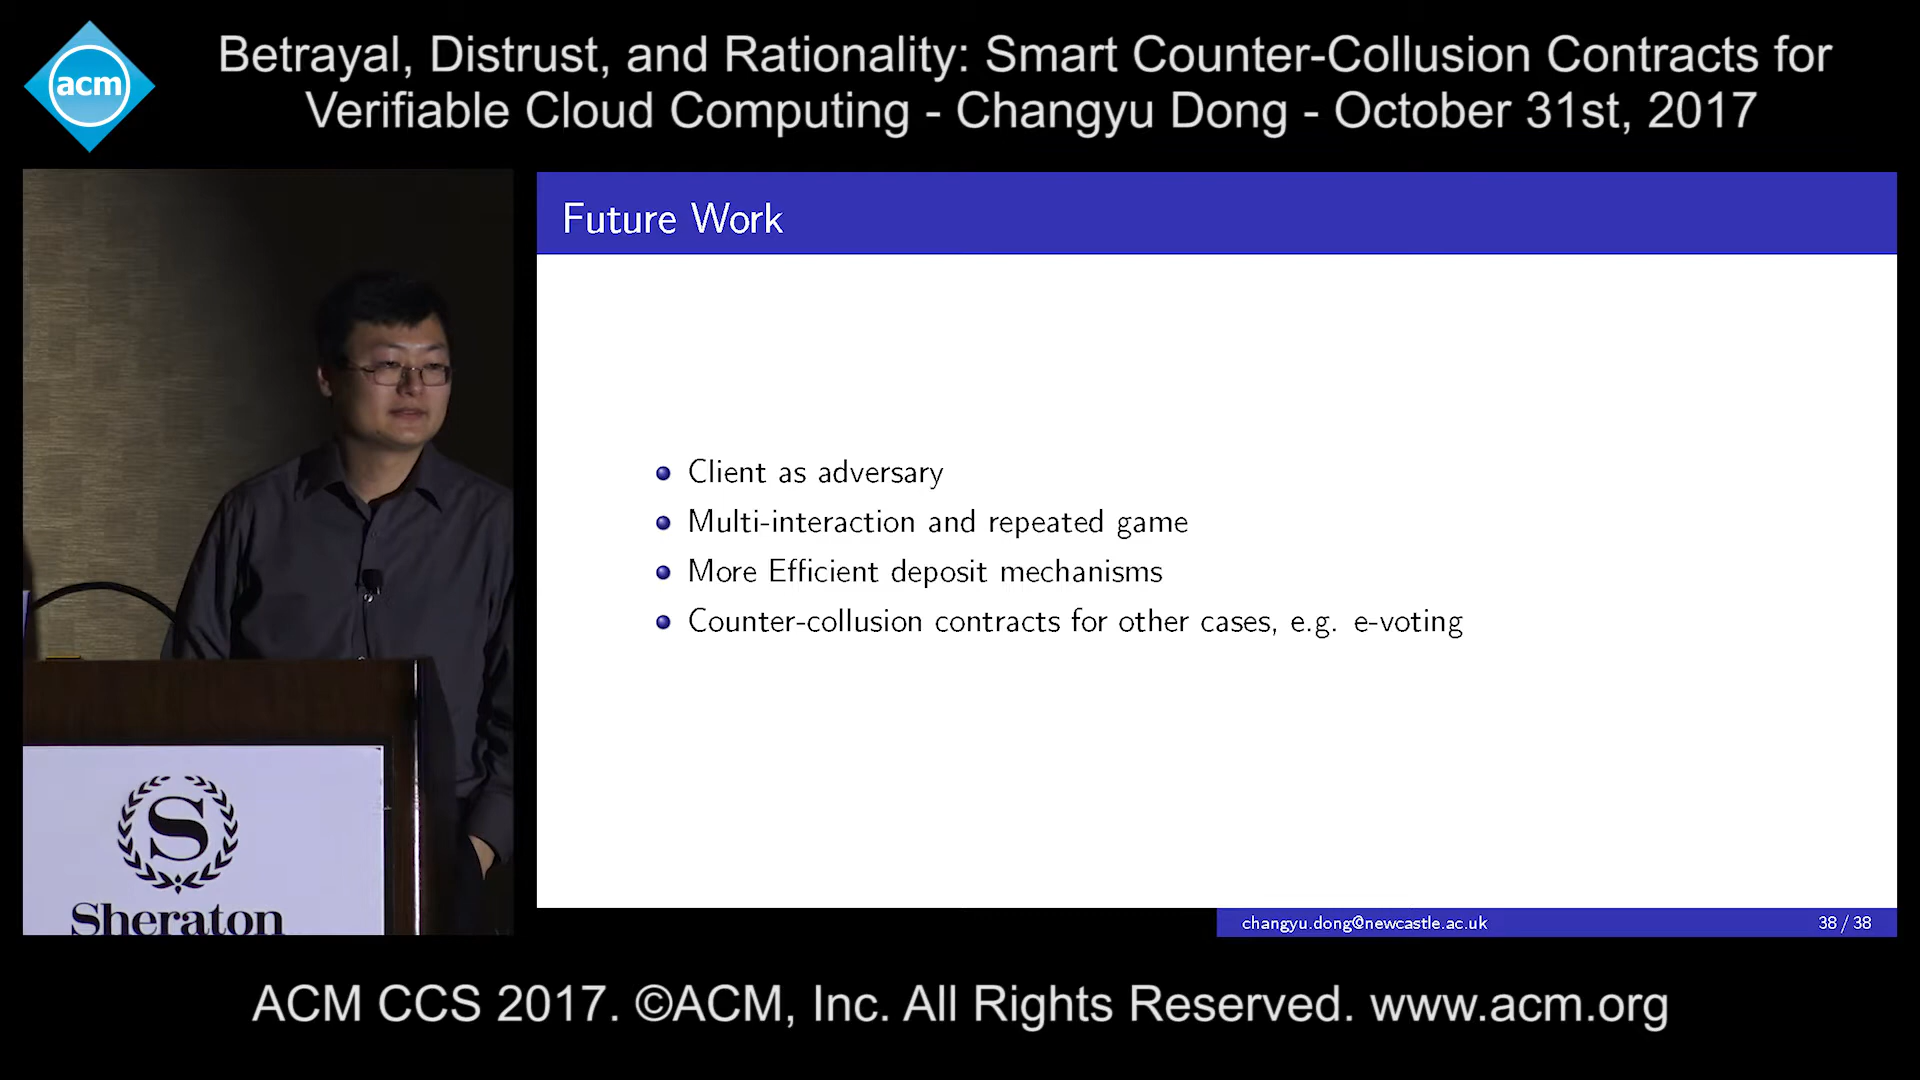 acm
Betrayal, Distrust, and Rationality: Smart Counter-Collusion Contracts for
Verifiable Cloud Computing - Changyu Dong - October 31st, 2017
Future Work
Client as adversary
Multi-interaction and repeated game
More Efficient deposit mechanisms
Counter-collusion contracts for other cases, e.g. e-voting
S
Sheraton
changyu.dong@newcastle.ac.uk
38 / 38
ACM CCS 2017. ©ACM, Inc. All Rights Reserved. www.acm.org